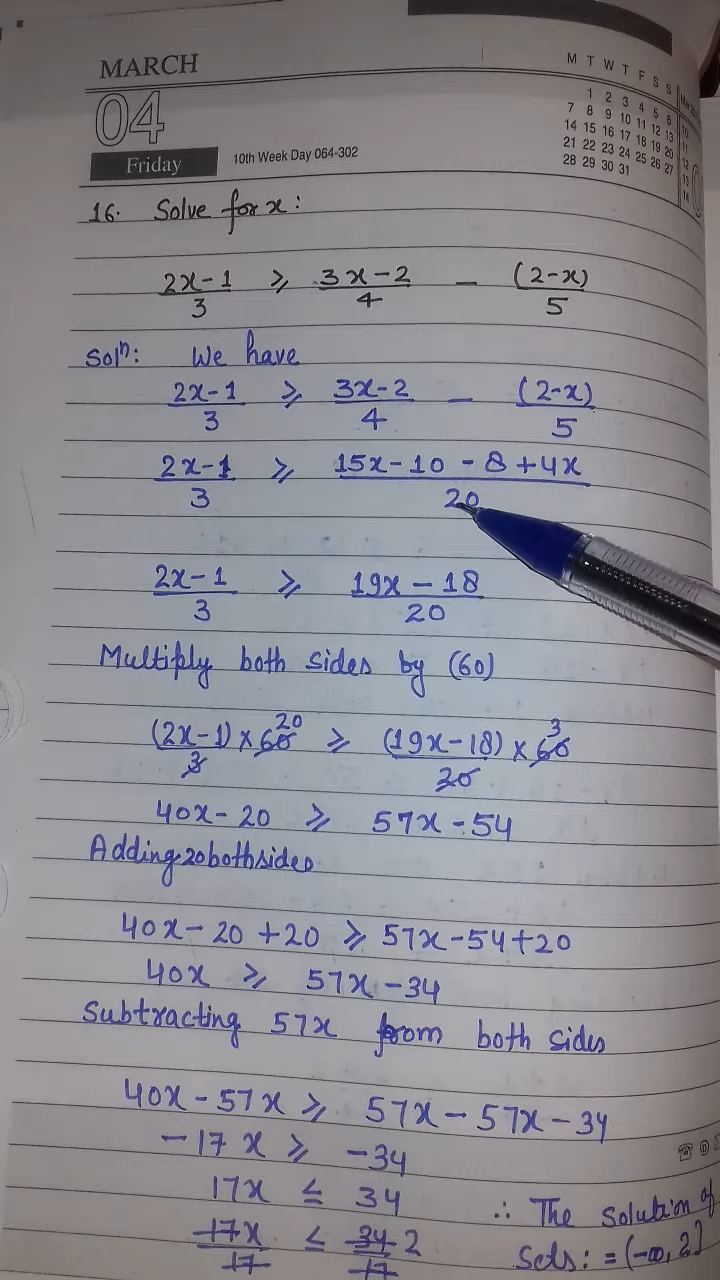 MARCH
04
Friday
10th Week Day 064-302
M T W T F S S
1 2 3 4 5 6
7 8 9 10 11 12 13
14 15 16 17 18 19 20
21 22 23 24 25 26 27
28 29 30 31
16. Solve for x:
(2x-1)/3 ⩾ (3x-2)/4 - (2-x)/5
Solⁿ: We have
(2x-1)/3 ⩾ (3x-2)/4 - (2-x)/5
(2x-1)/3 ⩾ (15x-10-8+4x)/20
(2x-1)/3 ⩾ (19x-18)/20
Multiply both sides by (60)
(2x-1)/3 × 60 20 ⩾ (19x-18)/20 × 60 3
40x-20 ⩾ 57x-54
Adding 20 both sides
40x-20+20 ⩾ 57x-54+20
40x ⩾ 57x-34
Subtracting 57x from both sides
40x-57x ⩾ 57x-57x-34
-17x ⩾ -34
17x ≤ 34
17x/17 ≤ 34/17 2
∴ The solution of
Sets: = (-∞, 2]